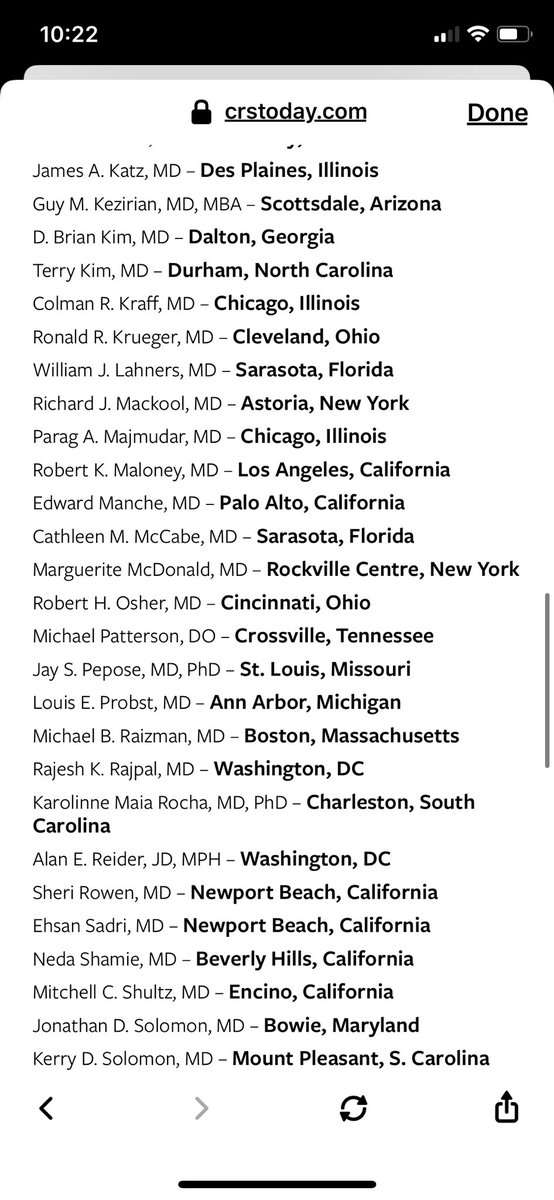 10:22
crstoday.com
Done
James A. Katz, MD – Des Plaines, Illinois
Guy M. Kezirian, MD, MBA – Scottsdale, Arizona
D. Brian Kim, MD – Dalton, Georgia
Terry Kim, MD – Durham, North Carolina
Colman R. Kraff, MD – Chicago, Illinois
Ronald R. Krueger, MD – Cleveland, Ohio
William J. Lahners, MD – Sarasota, Florida
Richard J. Mackool, MD – Astoria, New York
Parag A. Majmudar, MD – Chicago, Illinois
Robert K. Maloney, MD – Los Angeles, California
Edward Manche, MD – Palo Alto, California
Cathleen M. McCabe, MD – Sarasota, Florida
Marguerite McDonald, MD – Rockville Centre, New York
Robert H. Osher, MD – Cincinnati, Ohio
Michael Patterson, DO – Crossville, Tennessee
Jay S. Pepose, MD, PhD – St. Louis, Missouri
Louis E. Probst, MD – Ann Arbor, Michigan
Michael B. Raizman, MD – Boston, Massachusetts
Rajesh K. Rajpal, MD – Washington, DC
Karolinne Maia Rocha, MD, PhD – Charleston, South
Carolina
Alan E. Reider, JD, MPH – Washington, DC
Sheri Rowen, MD – Newport Beach, California
Ehsan Sadri, MD – Newport Beach, California
Neda Shamie, MD – Beverly Hills, California
Mitchell C. Shultz, MD – Encino, California
Jonathan D. Solomon, MD – Bowie, Maryland
Kerry D. Solomon, MD – Mount Pleasant, S. Carolina